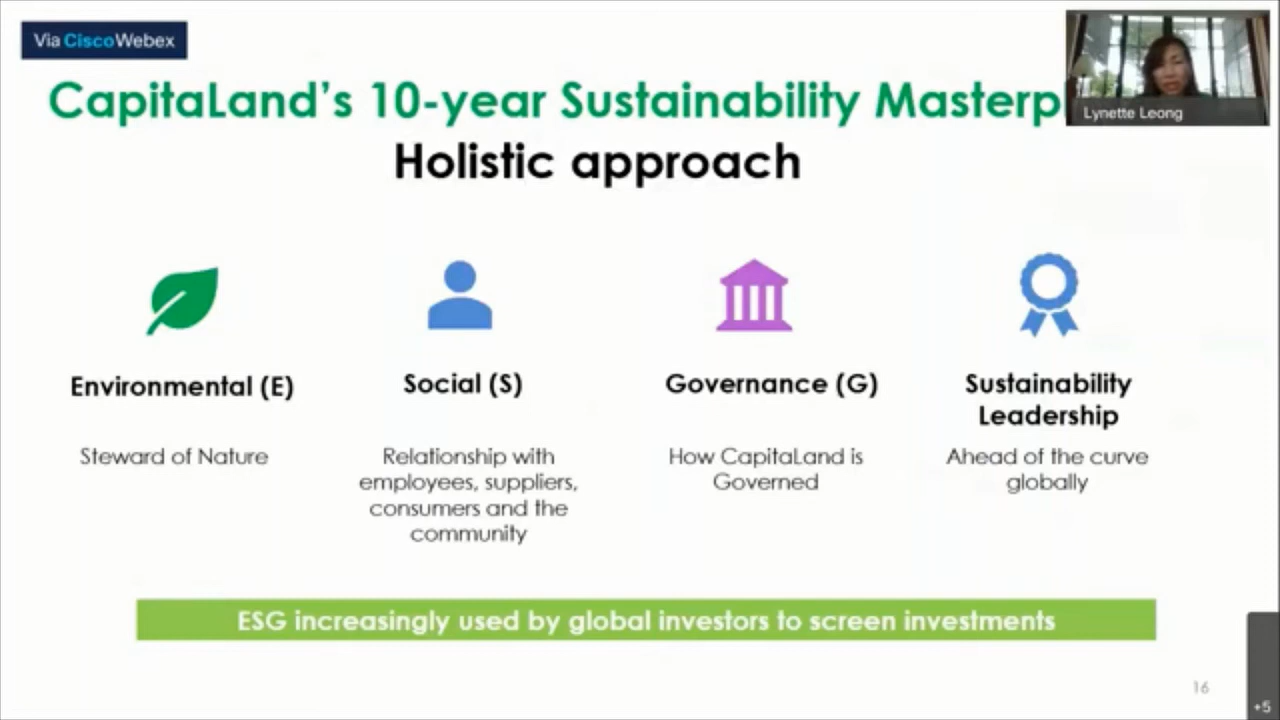 Via Cisco Webex
CapitaLand's 10-year Sustainability Masterp
Lynette Leong
Holistic approach
Environmental (E)
Steward of Nature
Social (S)
Relationship with
employees, suppliers,
consumers and the
community
Governance (G)
How CapitaLand is
Governed
Sustainability
Leadership
Ahead of the curve
globally
ESG increasingly used by global investors to screen investments
16
+5